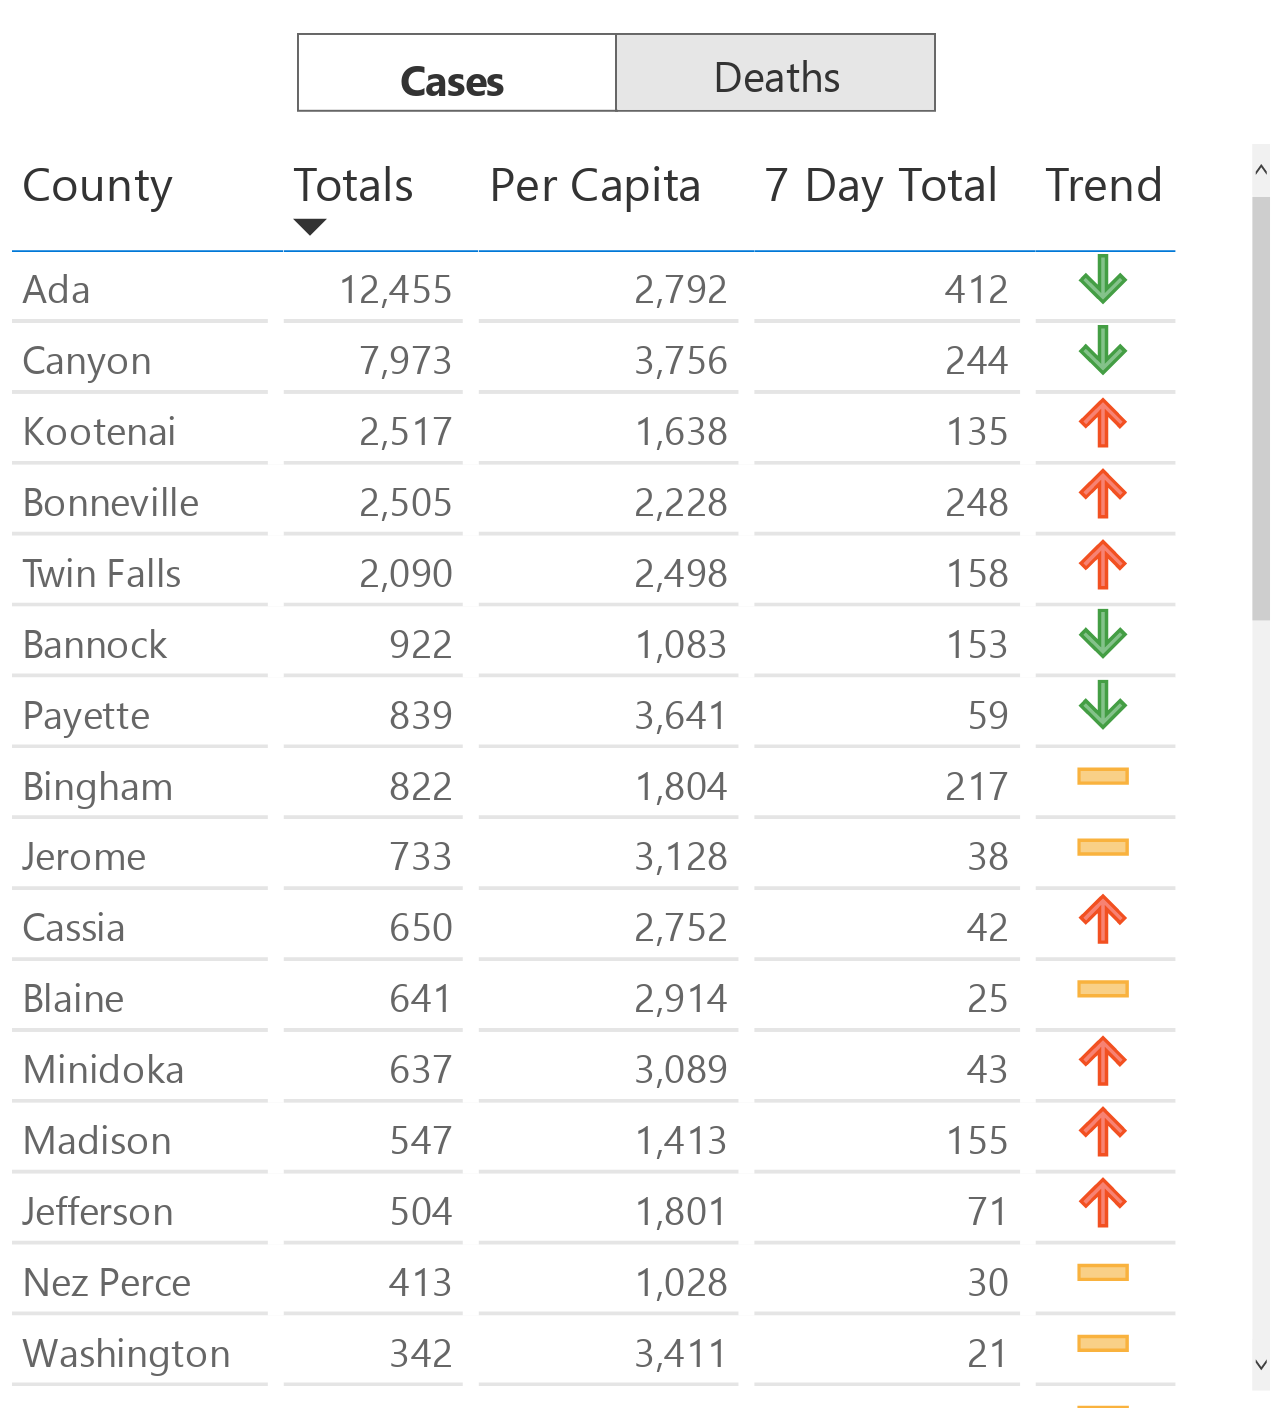 Cases Deaths
County Totals Per Capita 7 Day Total Trend
Ada 12,455 2,792 412
Canyon 7,973 3,756 244
Kootenai 2,517 1,638 135
Bonneville 2,505 2,228 248
Twin Falls 2,090 2,498 158
Bannock 922 1,083 153
Payette 839 3,641 59
Bingham 822 1,804 217
Jerome 733 3,128 38
Cassia 650 2,752 42
Blaine 641 2,914 25
Minidoka 637 3,089 43
Madison 547 1,413 155
Jefferson 504 1,801 71
Nez Perce 413 1,028 30
Washington 342 3,411 21